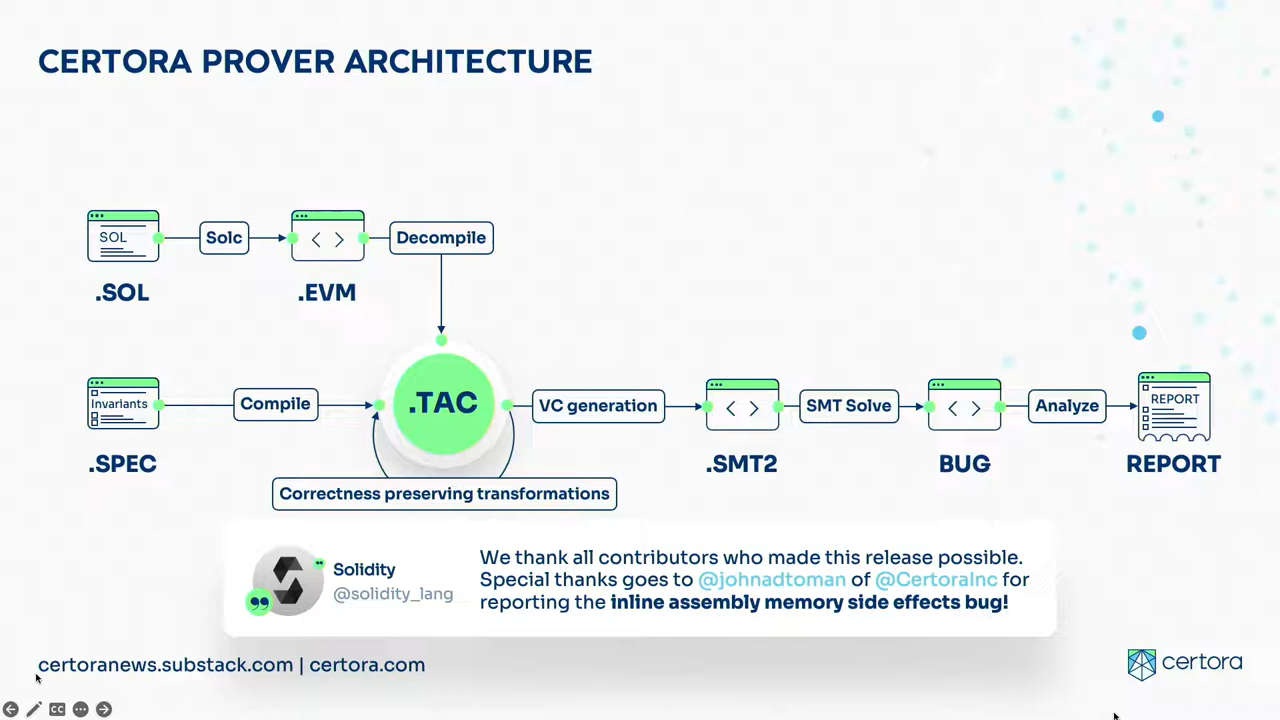 CERTORA PROVER ARCHITECTURE
SOL
Solc
Decompile
.SOL
.EVM
Invariants
Compile
.TAC
VC generation
SMT Solve
Analyze
REPORT
.SPEC
.SMT2
BUG
REPORT
Correctness preserving transformations
Solidity
@solidity_lang
We thank all contributors who made this release possible.
Special thanks goes to @johnadtoman of @CertoraInc for
reporting the inline assembly memory side effects bug!
certoranews.substack.com | certora.com
certora
CC